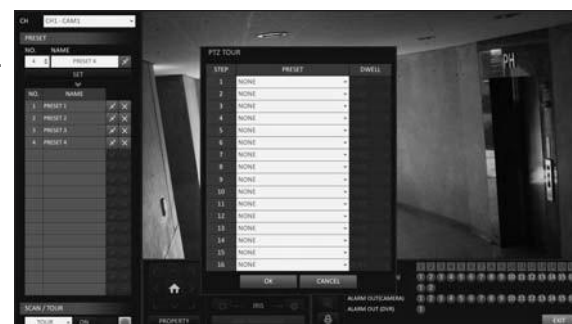 CH CH1 - CAM1
PRESET
NO. NAME
4 PRESET 4
SET
NO. NAME
1 PRESET 1
2 PRESET 2
3 PRESET 3
4 PRESET 4
SCAN / TOUR
TOUR ON
PTZ TOUR
STEP PRESET DWELL
1 NONE
2 NONE
3 NONE
4 NONE
5 NONE
6 NONE
7 NONE
8 NONE
9 NONE
10 NONE
11 NONE
12 NONE
13 NONE
14 NONE
15 NONE
16 NONE
OK CANCEL
PH
IRIS
PROPERTY
ALARM OUT(CAMERA)
ALARM OUT (DVR)
EXIT